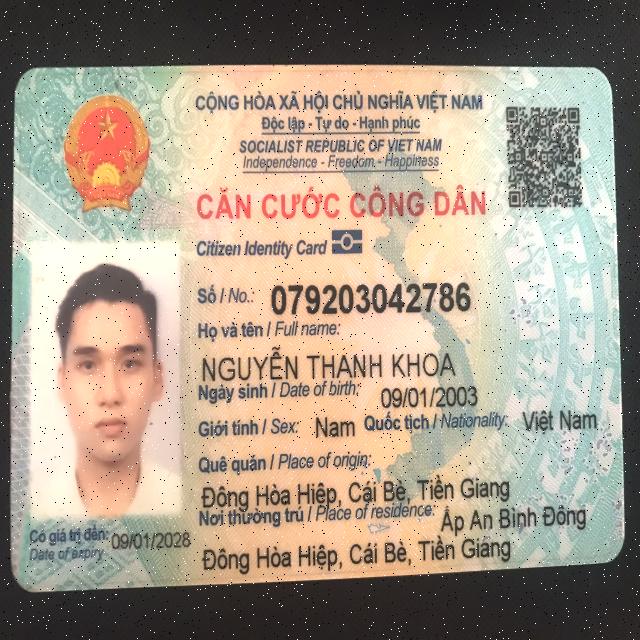 CỘNG HÒA XÃ HỘI CHỦ NGHĨA VIỆT NAM
Độc lập - Tự do - Hạnh phúc
SOCIALIST REPUBLIC OF VIET NAM
Independence - Freedom - Happiness
CĂN CƯỚC CÔNG DÂN
Citizen Identity Card
Số / No.: 079203042786
Họ và tên / Full name:
NGUYỄN THANH KHOA
Ngày sinh / Date of birth: 09/01/2003
Giới tính / Sex: Nam Quốc tịch / Nationality: Việt Nam
Quê quán / Place of origin:
Đông Hòa Hiệp, Cái Bè, Tiền Giang
Nơi thường trú / Place of residence: Ấp An Bình Đông
Đông Hòa Hiệp, Cái Bè, Tiền Giang
Có giá trị đến: 09/01/2028
Date of expiry